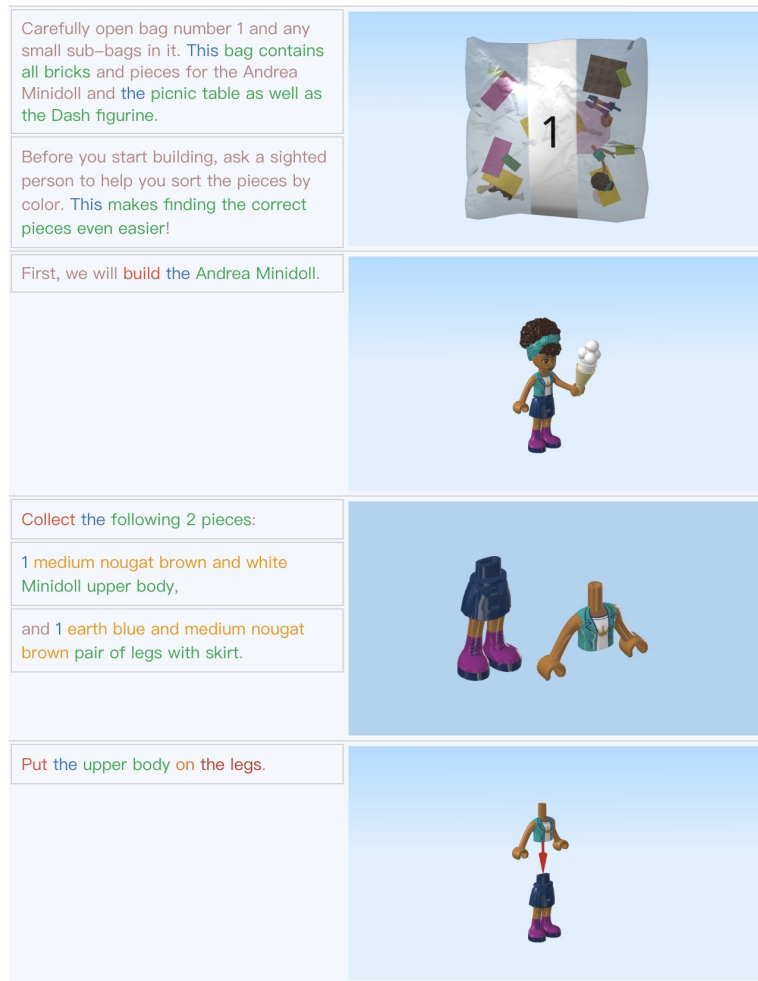 Carefully open bag number 1 and any
small sub-bags in it. This bag contains
all bricks and pieces for the Andrea
Minidoll and the picnic table as well as
the Dash figurine.
1
Before you start building, ask a sighted
person to help you sort the pieces by
color. This makes finding the correct
pieces even easier!
First, we will build the Andrea Minidoll.
Collect the following 2 pieces:
1 medium nougat brown and white
Minidoll upper body,
and 1 earth blue and medium nougat
brown pair of legs with skirt.
Put the upper body on the legs.